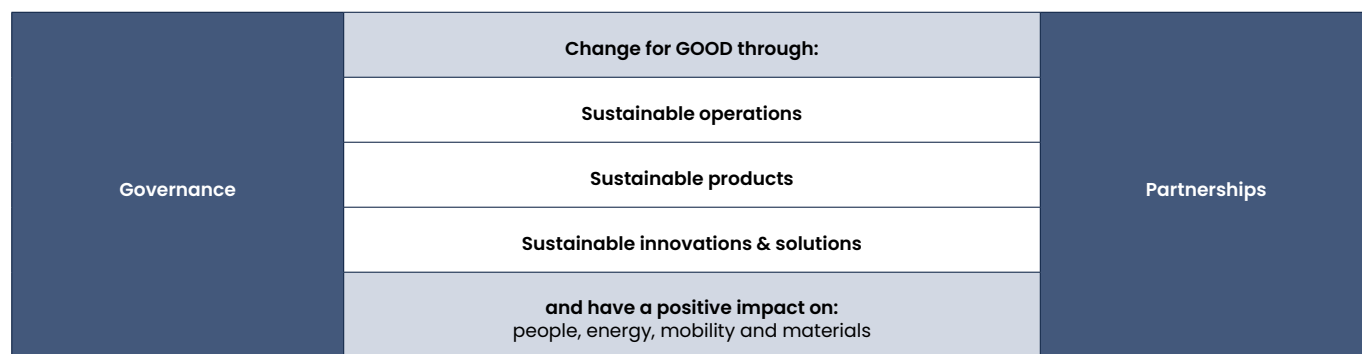 Governance
Change for GOOD through:
Sustainable operations
Sustainable products
Sustainable innovations & solutions
and have a positive impact on:
people, energy, mobility and materials
Partnerships